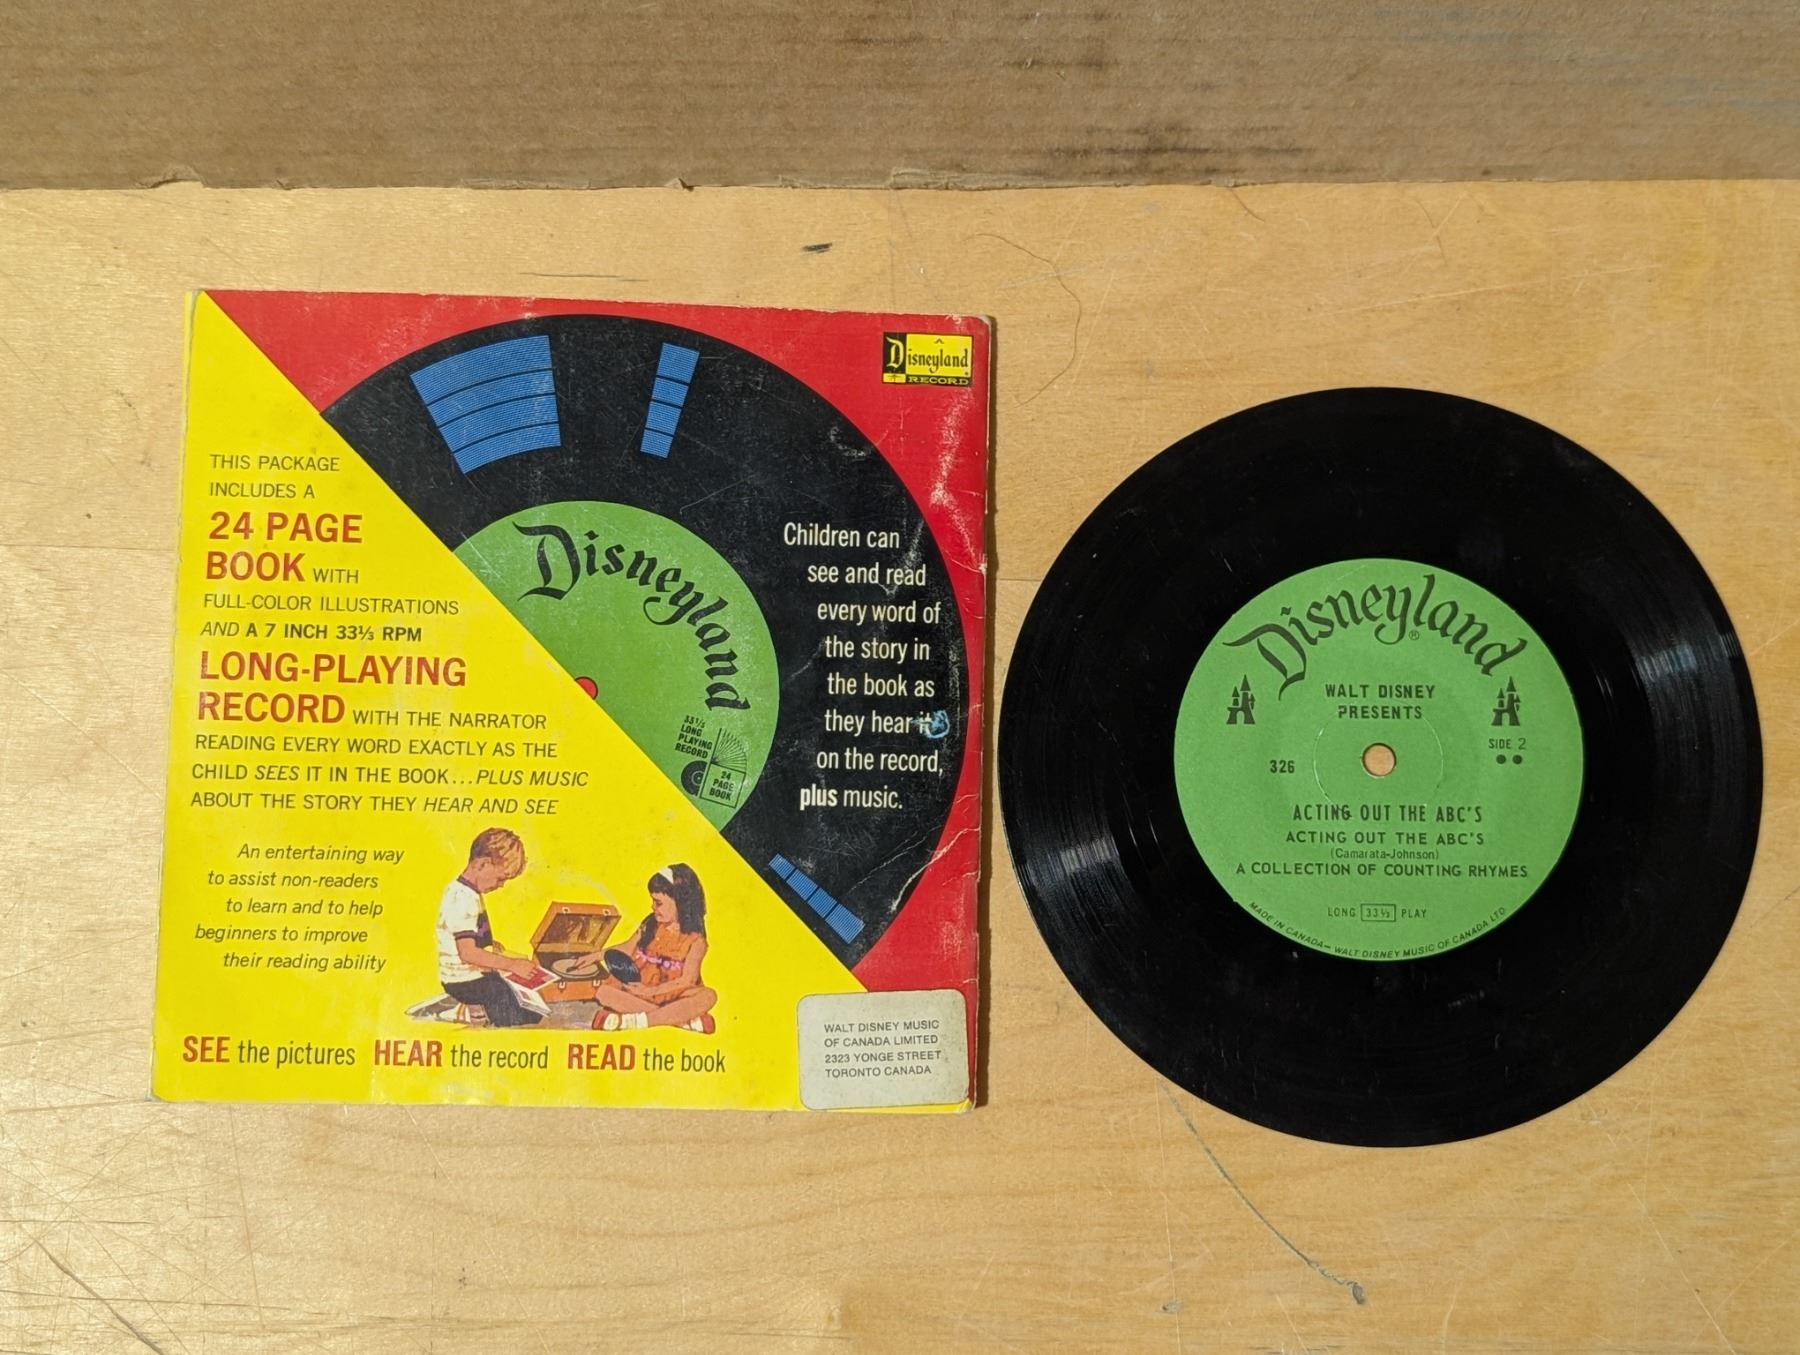 THIS PACKAGE
INCLUDES A
24 PAGE
BOOK WITH
FULL-COLOR ILLUSTRATIONS
AND A 7 INCH 33⅓ RPM
LONG-PLAYING
RECORD WITH THE NARRATOR
READING EVERY WORD EXACTLY AS THE
CHILD SEES IT IN THE BOOK...PLUS MUSIC
ABOUT THE STORY THEY HEAR AND SEE
An entertaining way
to assist non-readers
to learn and to help
beginners to improve
their reading ability
SEE the pictures HEAR the record READ the book
Disneyland
33⅓
LONG
PLAYING
RECORD
24
PAGE
BOOK
A
Disneyland
RECORD
Children can
see and read
every word of
the story in
the book as
they hear it
on the record,
plus music.
WALT DISNEY MUSIC
OF CANADA LIMITED
2323 YONGE STREET
TORONTO CANADA
Disneyland®
WALT DISNEY
PRESENTS
SIDE 2
326
ACTING OUT THE ABC'S
ACTING OUT THE ABC'S
(Camarata-Johnson)
A COLLECTION OF COUNTING RHYMES
LONG 33⅓ PLAY
MADE IN CANADA — WALT DISNEY MUSIC OF CANADA LTD.